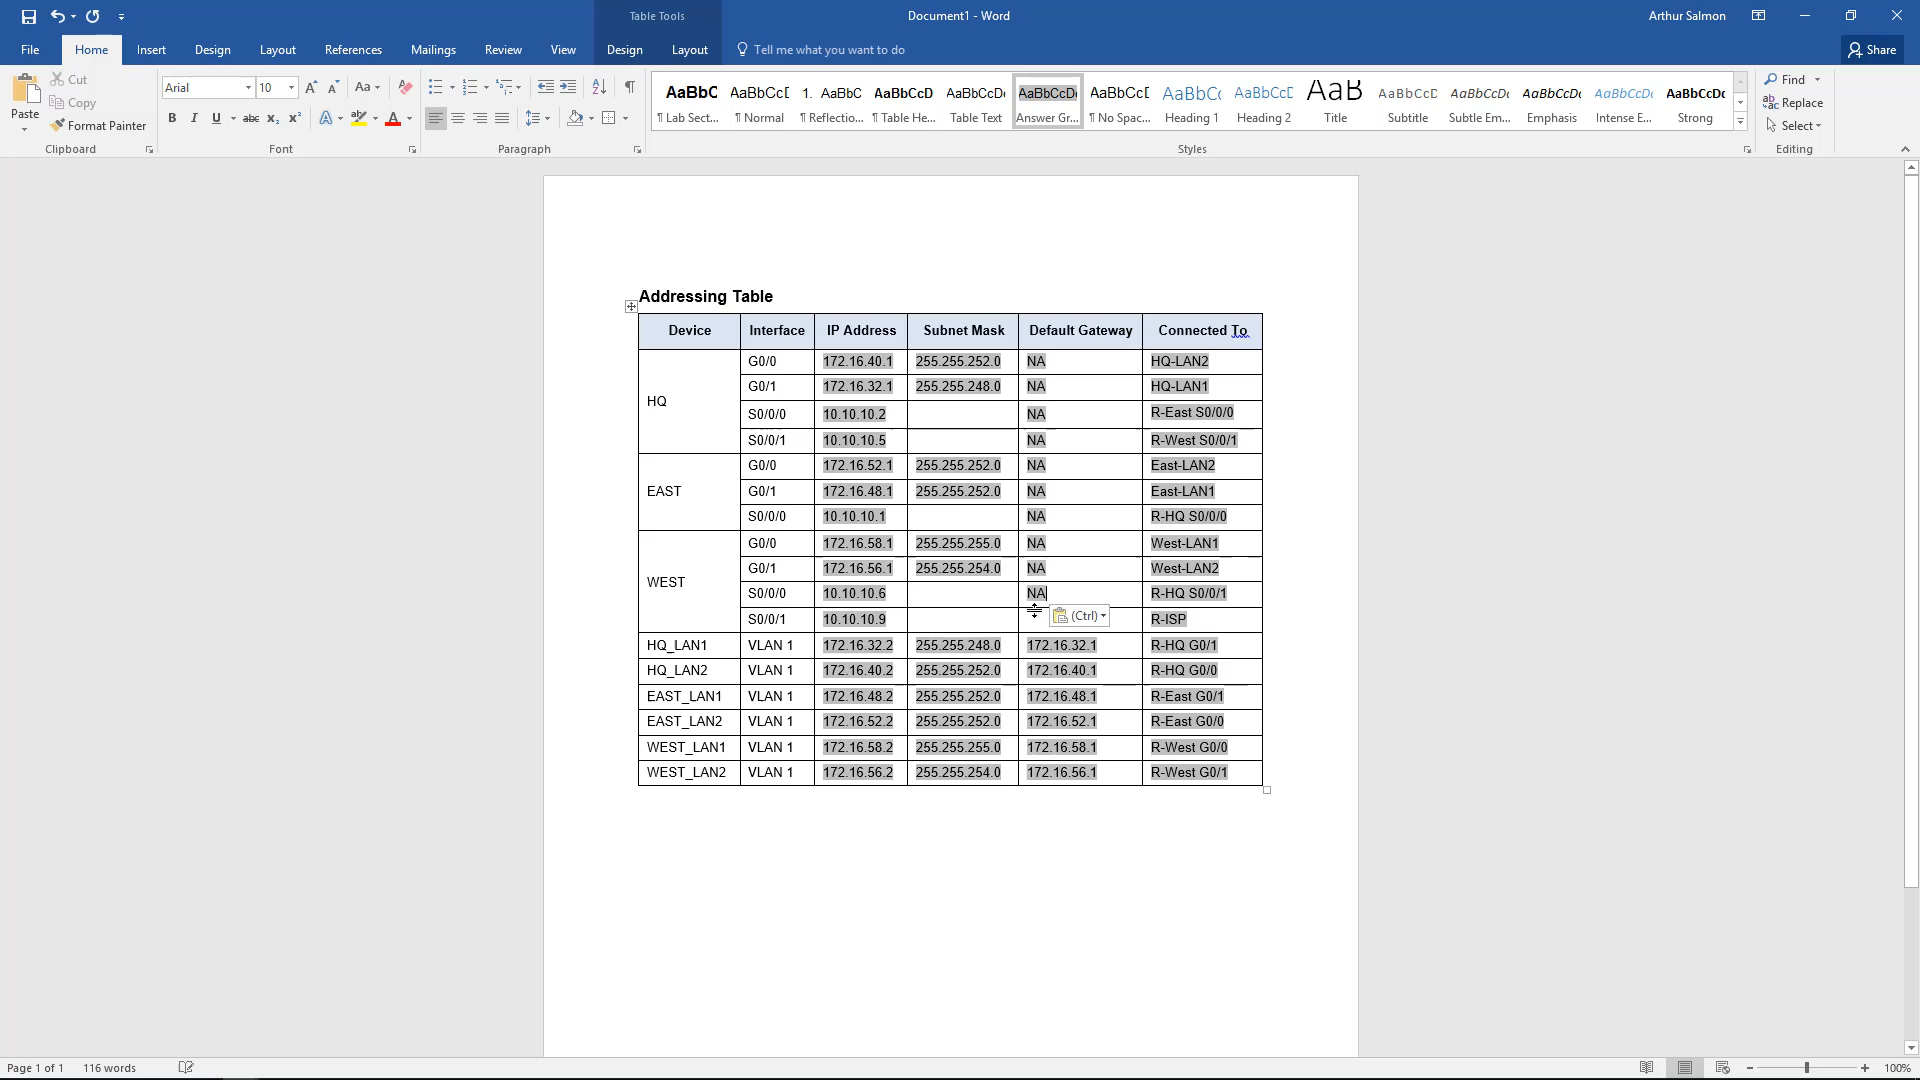 Table Tools
Document1 - Word
Arthur Salmon
File Home Insert Design Layout References Mailings Review View Design Layout Tell me what you want to do Share
Paste
Cut
Copy
Format Painter
Clipboard
Arial 10 Aa
B I U abc X₂ X² A A
Font
Paragraph
AaBbC AaBbCcD 1. AaBbC AaBbCcD AaBbCcDc AaBbCcDc AaBbCcD AaBbCc AaBbCcD AaB AaBbCcD AaBbCcDc AaBbCcDc AaBbCcDc AaBbCcDc
¶ Lab Sect... ¶ Normal ¶ Reflectio... ¶ Table He... Table Text Answer Gr... ¶ No Spac... Heading 1 Heading 2 Title Subtitle Subtle Em... Emphasis Intense E... Strong
Styles
Find
Replace
Select
Editing
Addressing Table
Device Interface IP Address Subnet Mask Default Gateway Connected To
HQ
G0/0 172.16.40.1 255.255.252.0 NA HQ-LAN2
G0/1 172.16.32.1 255.255.248.0 NA HQ-LAN1
S0/0/0 10.10.10.2 NA R-East S0/0/0
S0/0/1 10.10.10.5 NA R-West S0/0/1
EAST
G0/0 172.16.52.1 255.255.252.0 NA East-LAN2
G0/1 172.16.48.1 255.255.252.0 NA East-LAN1
S0/0/0 10.10.10.1 NA R-HQ S0/0/0
WEST
G0/0 172.16.58.1 255.255.255.0 NA West-LAN1
G0/1 172.16.56.1 255.255.254.0 NA West-LAN2
S0/0/0 10.10.10.6 NA R-HQ S0/0/1
S0/0/1 10.10.10.9 R-ISP
(Ctrl)
HQ_LAN1 VLAN 1 172.16.32.2 255.255.248.0 172.16.32.1 R-HQ G0/1
HQ_LAN2 VLAN 1 172.16.40.2 255.255.252.0 172.16.40.1 R-HQ G0/0
EAST_LAN1 VLAN 1 172.16.48.2 255.255.252.0 172.16.48.1 R-East G0/1
EAST_LAN2 VLAN 1 172.16.52.2 255.255.252.0 172.16.52.1 R-East G0/0
WEST_LAN1 VLAN 1 172.16.58.2 255.255.255.0 172.16.58.1 R-West G0/0
WEST_LAN2 VLAN 1 172.16.56.2 255.255.254.0 172.16.56.1 R-West G0/1
Page 1 of 1 116 words 100%